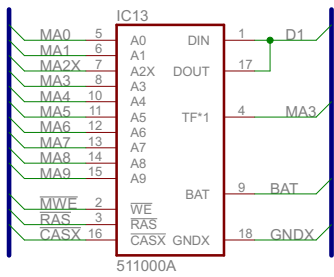 IC13
MA0 5 A0 DIN 1 D1
MA1 6 A1
MA2X 7 A2X DOUT 17
MA3 8 A3
MA4 10 A4
MA5 11 A5 TF*1 4 MA3
MA6 12 A6
MA7 13 A7
MA8 14 A8
MA9 15 A9
BAT 9 BAT
MWE 2 WE
RAS 3 RAS
CASX 16 CASX GNDX 18 GNDX
511000A